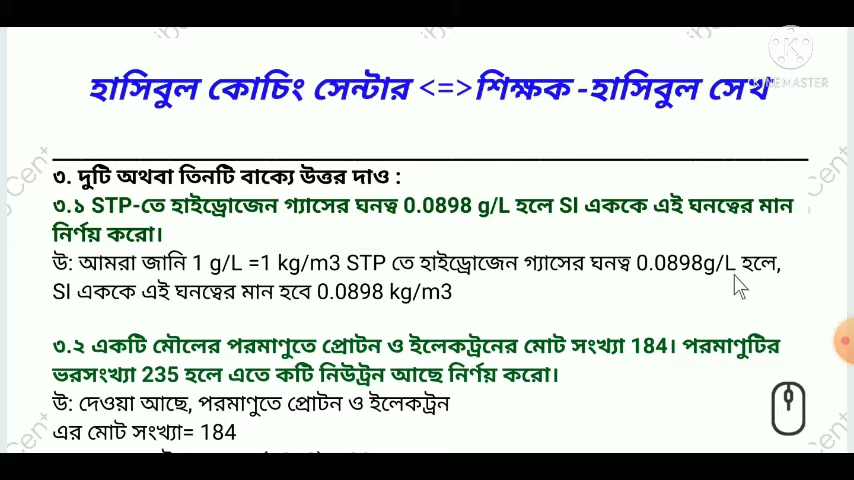 KINEMASTER
হাসিবুল কোচিং সেন্টার <=>শিক্ষক -হাসিবুল সেখ
৩. দুটি অথবা তিনটি বাক্যে উত্তর দাও :
৩.১ STP-তে হাইড্রোজেন গ্যাসের ঘনত্ব 0.0898 g/L হলে SI এককে এই ঘনত্বের মান
নির্ণয় করো।
উ: আমরা জানি 1 g/L =1 kg/m3 STP তে হাইড্রোজেন গ্যাসের ঘনত্ব 0.0898g/L হলে,
SI এককে এই ঘনত্বের মান হবে 0.0898 kg/m3
৩.২ একটি মৌলের পরমাণুতে প্রোটন ও ইলেকট্রনের মোট সংখ্যা 184। পরমাণুটির
ভরসংখ্যা 235 হলে এতে কটি নিউট্রন আছে নির্ণয় করো।
উ: দেওয়া আছে, পরমাণুতে প্রোটন ও ইলেকট্রন
এর মোট সংখ্যা= 184